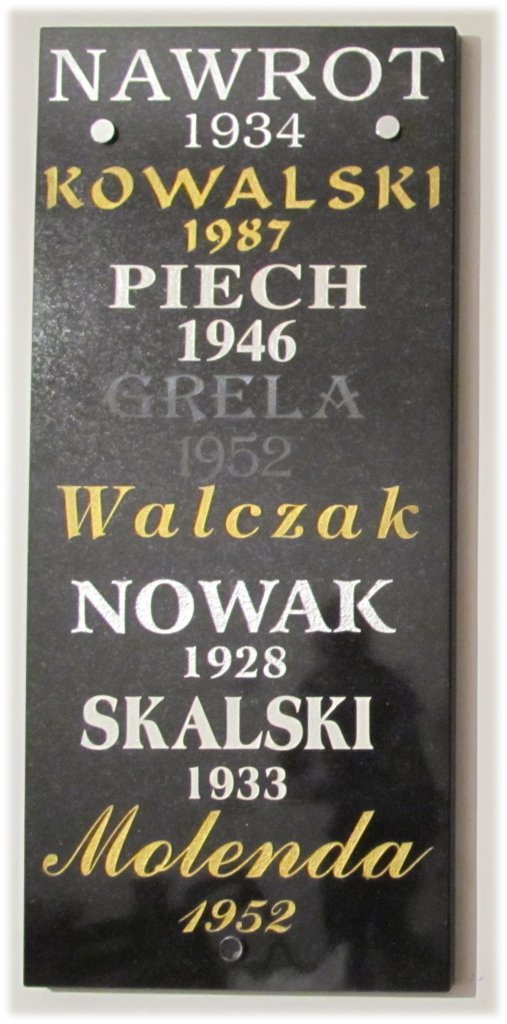 NAWROT
1934
KOWALSKI
1987
PIECH
1946
GRELA
1952
Walczak
NOWAK
1928
SKALSKI
1933
Molenda
1952